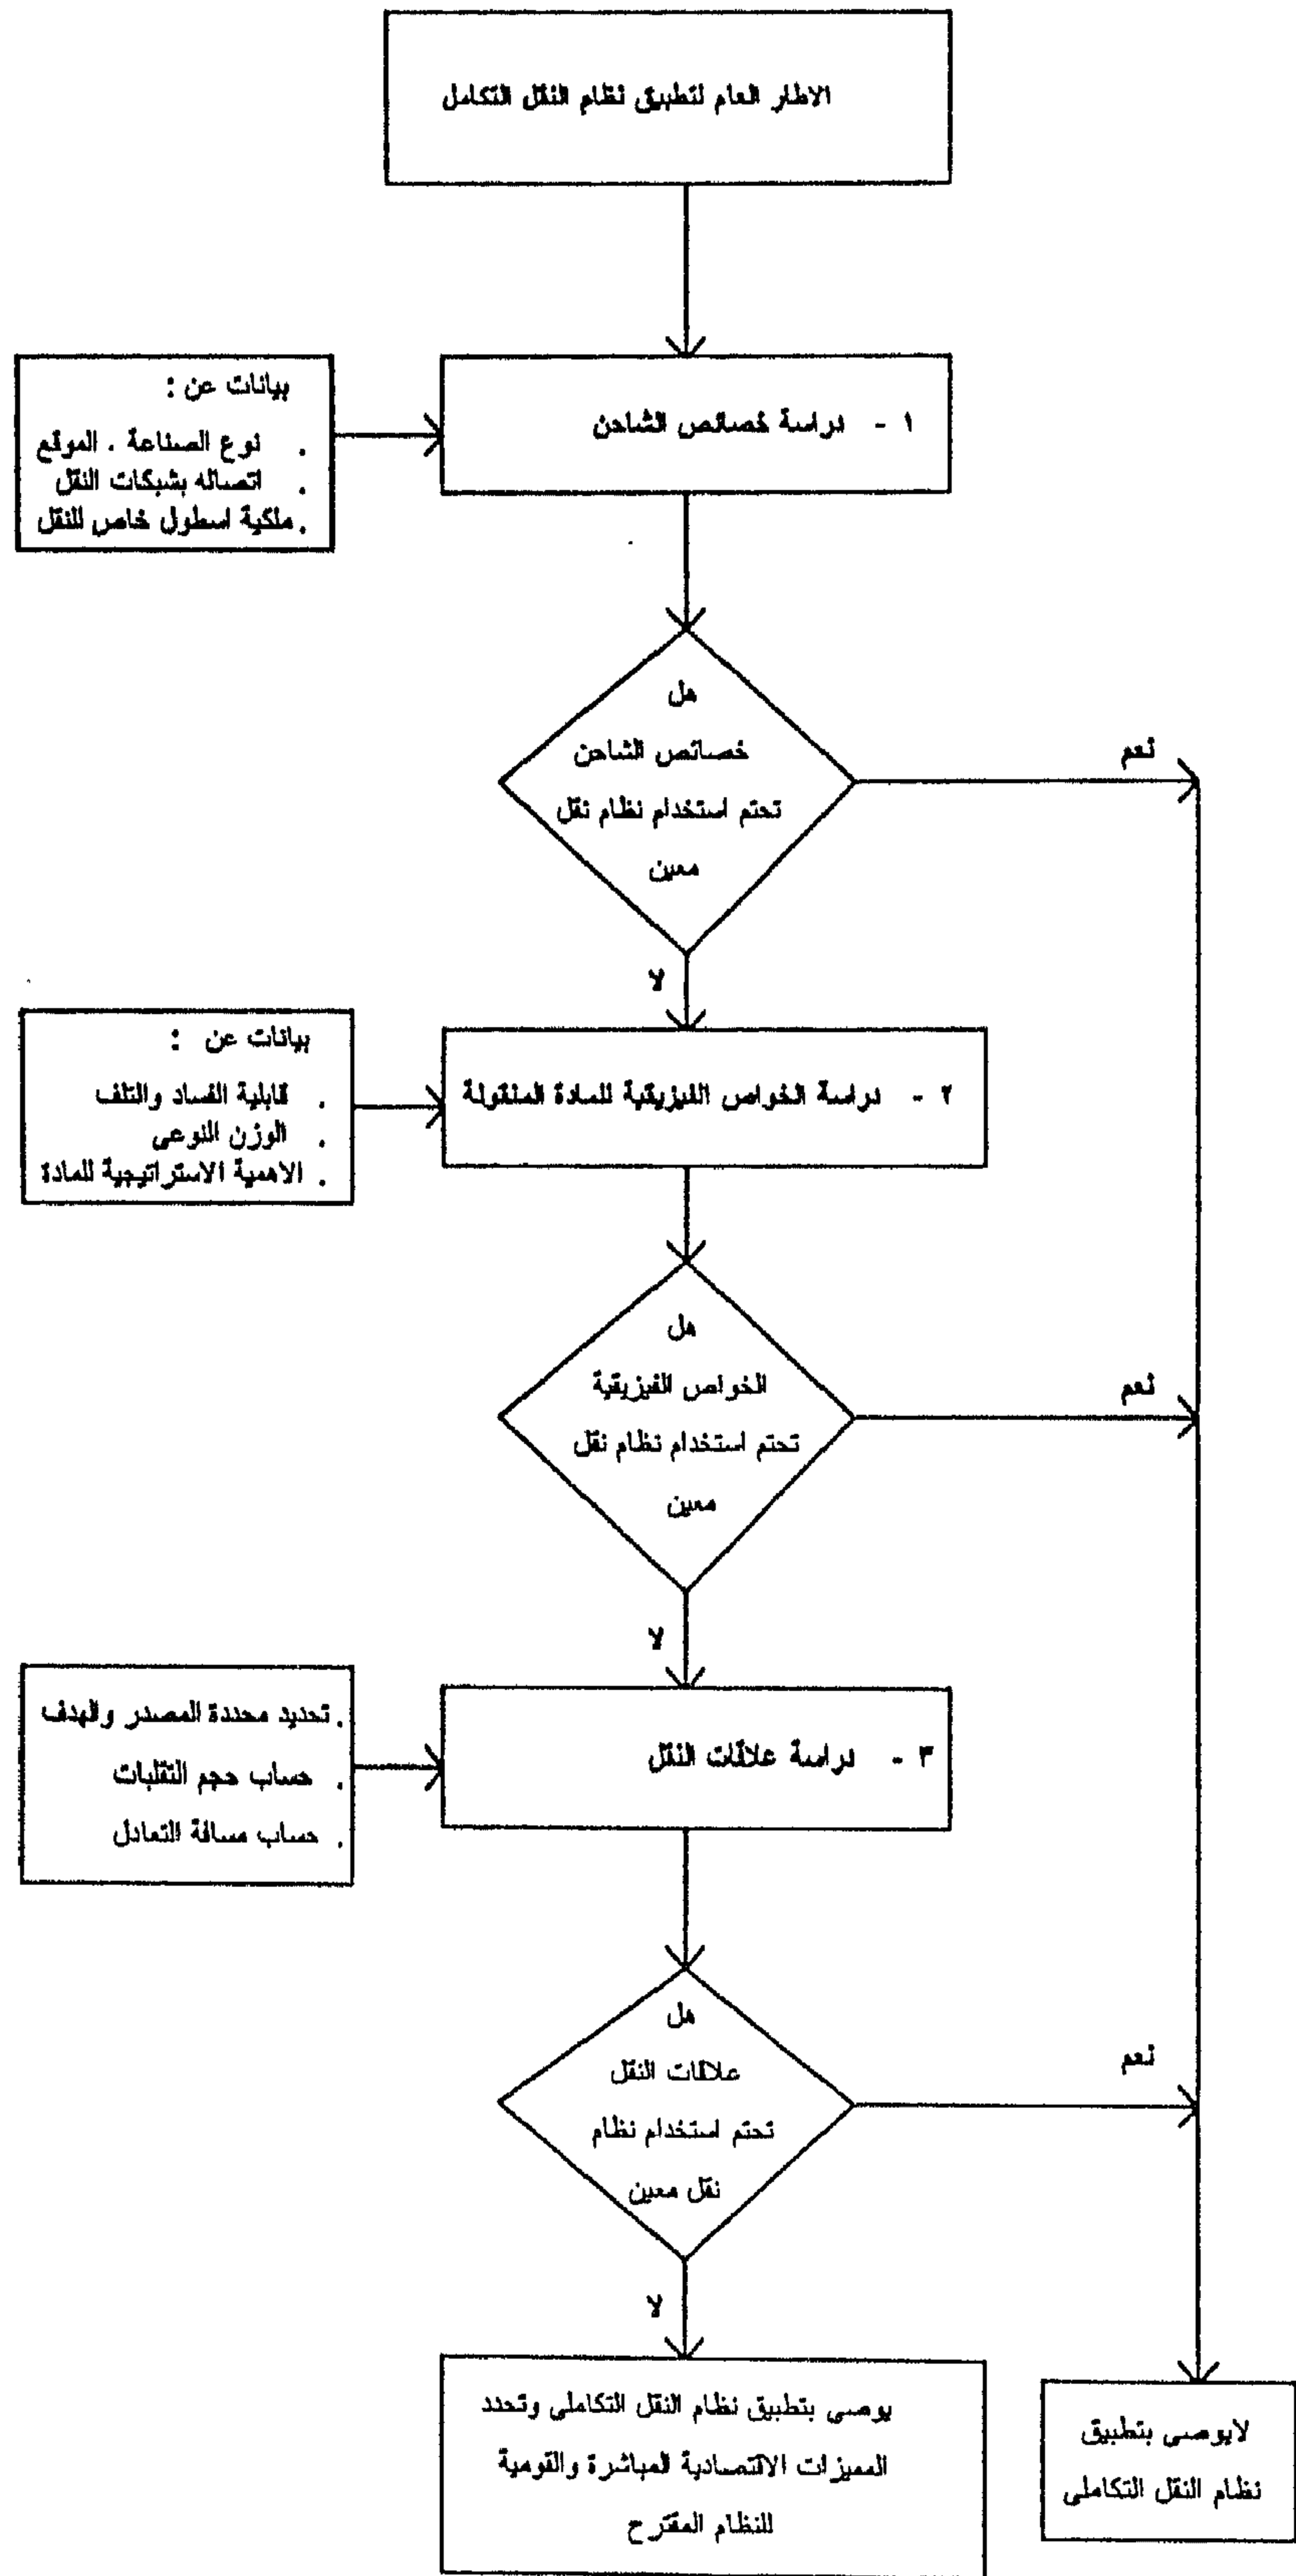 الاطار العام لتطبيق نظام النقل التكامل
١ - دراسة خصائص الشاحن
بيانات عن :
. نوع الصناعة . الموقع
. اتصاله بشبكات النقل
. ملكية اسطول خاص للنقل
هل
خصائص الشاحن
تحتم استخدام نظام نقل
معين
نعم
لا
٢ - دراسة الخواص الفيزيقية للمادة المنقولة
بيانات عن :
. قابلية الفساد والتلف
. الوزن النوعى
. الاهمية الاستراتيجية للمادة
هل
الخواص الفيزيقية
تحتم استخدام نظام نقل
معين
نعم
لا
٣ - دراسة علاقات النقل
. تحديد محددة المصدر والهدف
. حساب حجم التقلبات
. حساب مسافة التعادل
هل
علاقات النقل
تحتم استخدام نظام
نقل معين
نعم
لا
يوصى بتطبيق نظام النقل التكاملى وتحدد
المميزات الاقتصادية المباشرة والقومية
للنظام المقترح
لايوصى بتطبيق
نظام النقل التكاملى